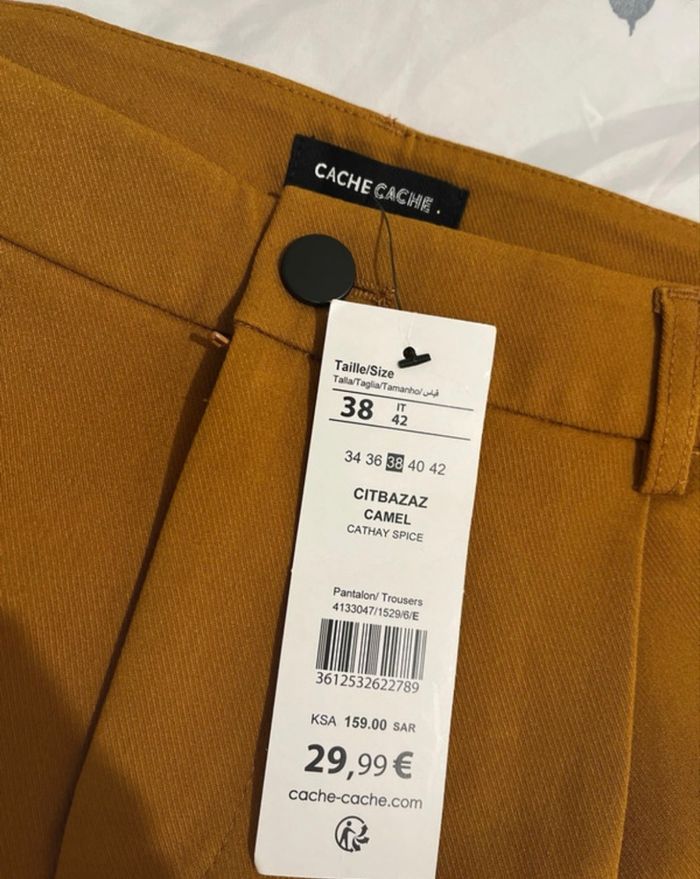 CACHE CACHE.
Taille/Size
Talla/Taglia/Tamanho/قياس
38 IT 42
34 36 38 40 42
CITBAZAZ
CAMEL
CATHAY SPICE
Pantalon/ Trousers
4133047/1529/6/E
3612532622789
KSA 159.00 SAR
29,99 €
cache-cache.com